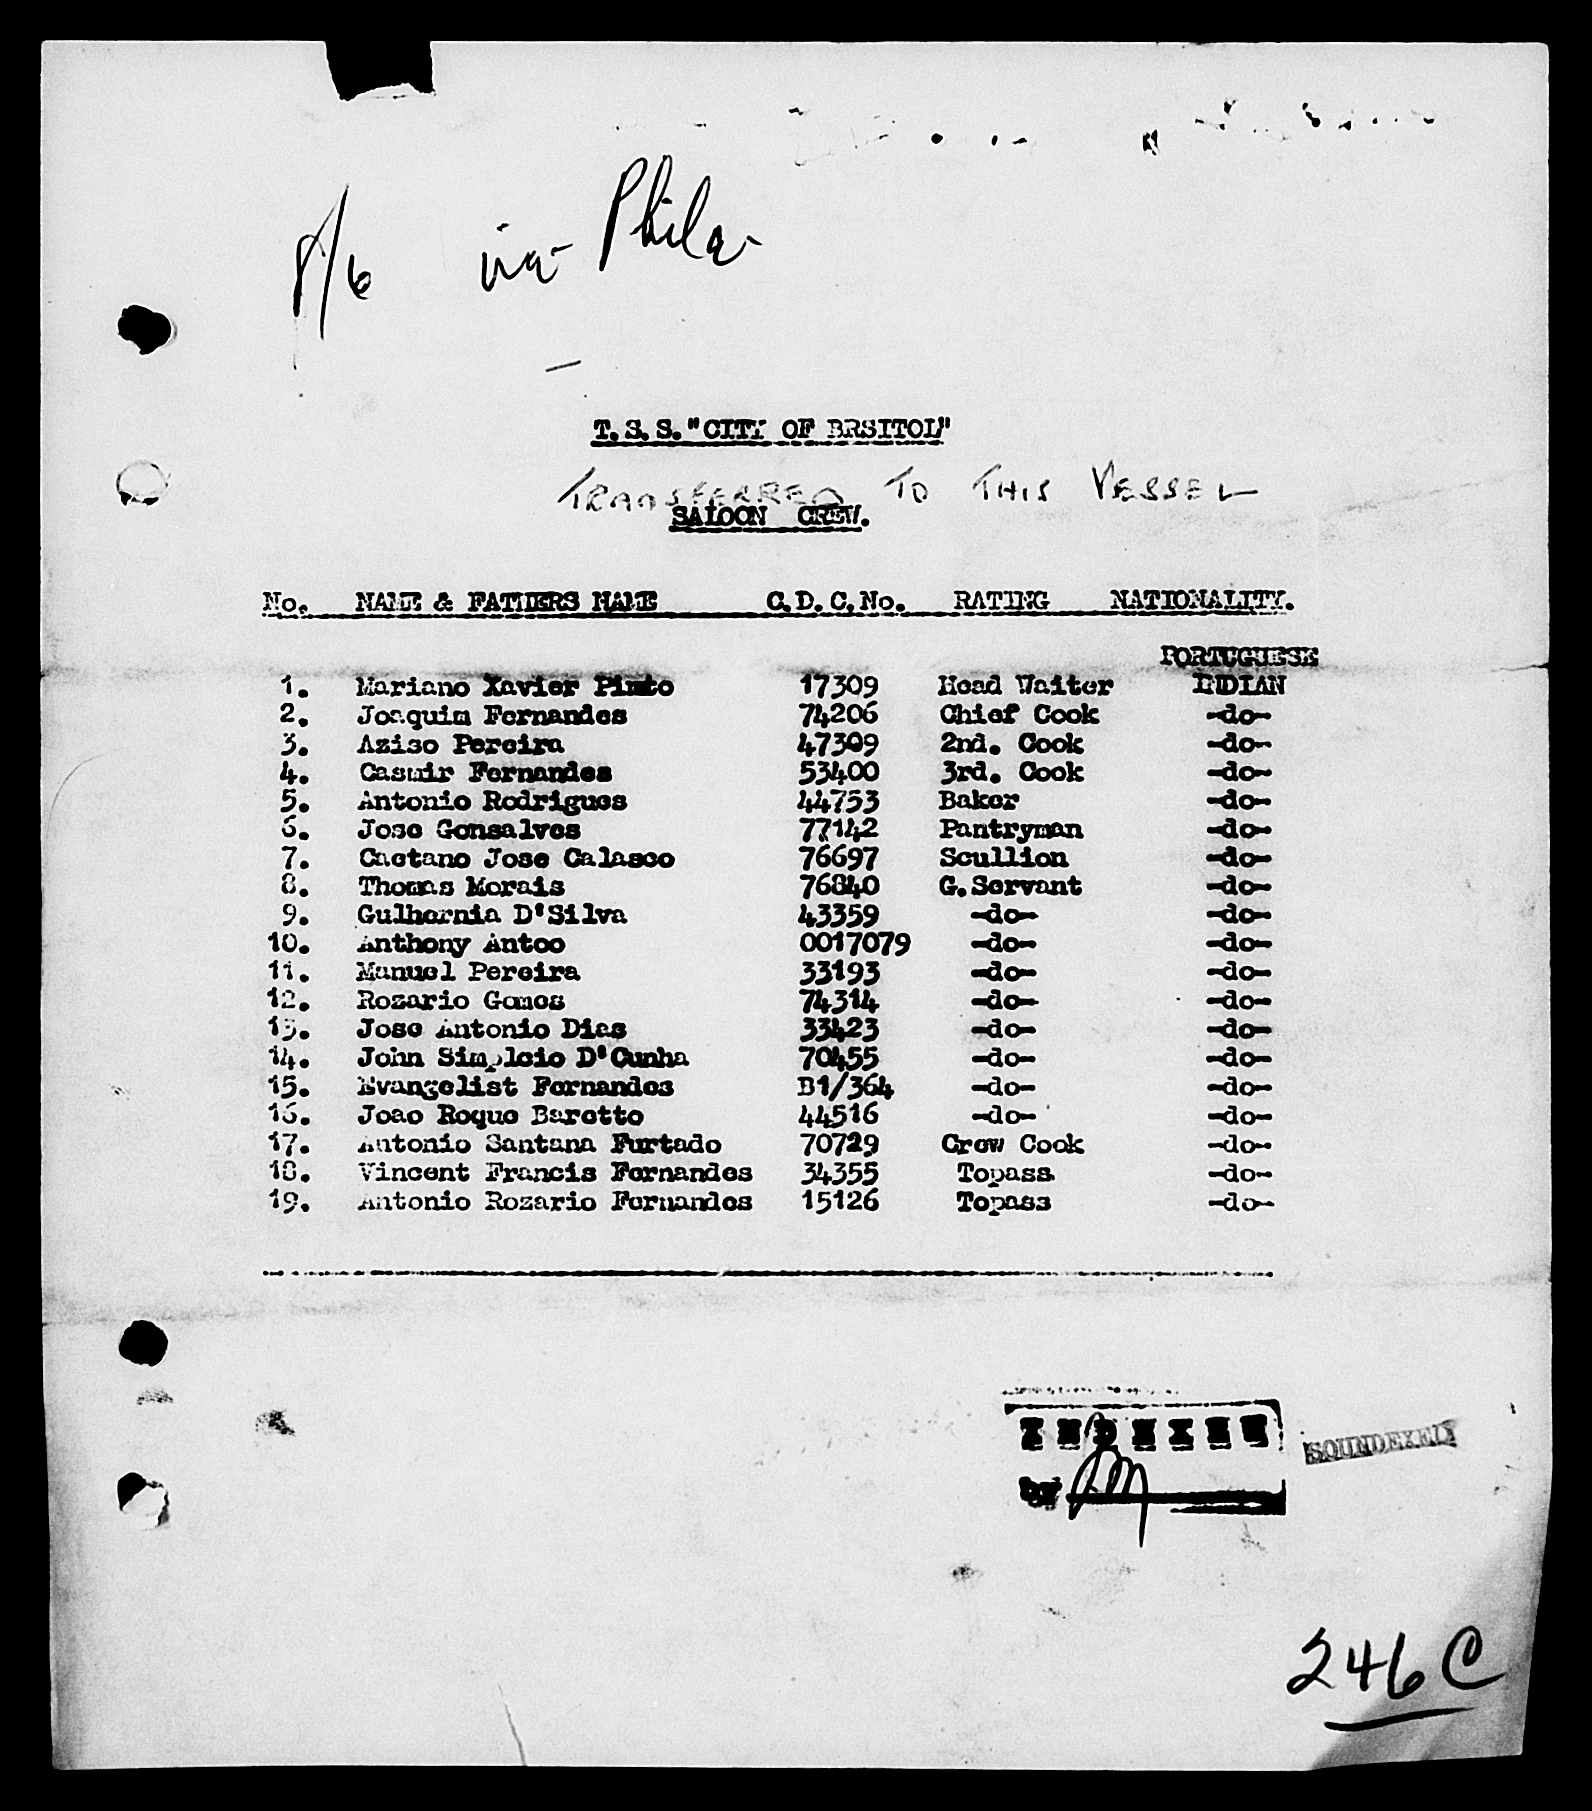 8/6 via Phila.
T.S.S."CITY OF BRSITOL"
TRANSFERRED TO THIS VESSEL
SALOON CREW.
No. NAME & FATHERS NAME C.D.C.No. RATING NATIONALITY.
PORTUGUESE
1. Mariano Xavier Pinto 17309 Head Waiter INDIAN
2. Joaquim Fernandes 74206 Chief Cook -do-
3. Aziso Pereira 47309 2nd. Cook -do-
4. Casmir Fernandes 53400 3rd. Cook -do-
5. Antonio Rodrigues 44753 Baker -do-
6. Jose Gonsalves 77142 Pantryman -do-
7. Caetano Jose Calasco 76697 Scullion -do-
8. Thomas Morais 76840 G.Servant -do-
9. Gulhernia D'Silva 43359 -do- -do-
10. Anthony Antoo 0017079 -do- -do-
11. Manuel Pereira 33193 -do- -do-
12. Rozario Gomes 74314 -do- -do-
13. Jose Antonio Dias 33423 -do- -do-
14. John Simplcio D'Cunha 70455 -do- -do-
15. Evangelist Fernandes B1/364 -do- -do-
16. Joao Roque Baretto 44516 -do- -do-
17. Antonio Santana Furtado 70729 Crew Cook -do-
18. Vincent Francis Fernandes 34355 Topass -do-
19. Antonio Rozario Fernandes 15126 Topass -do-
INDEXED
SOUNDEXED
by
246 C